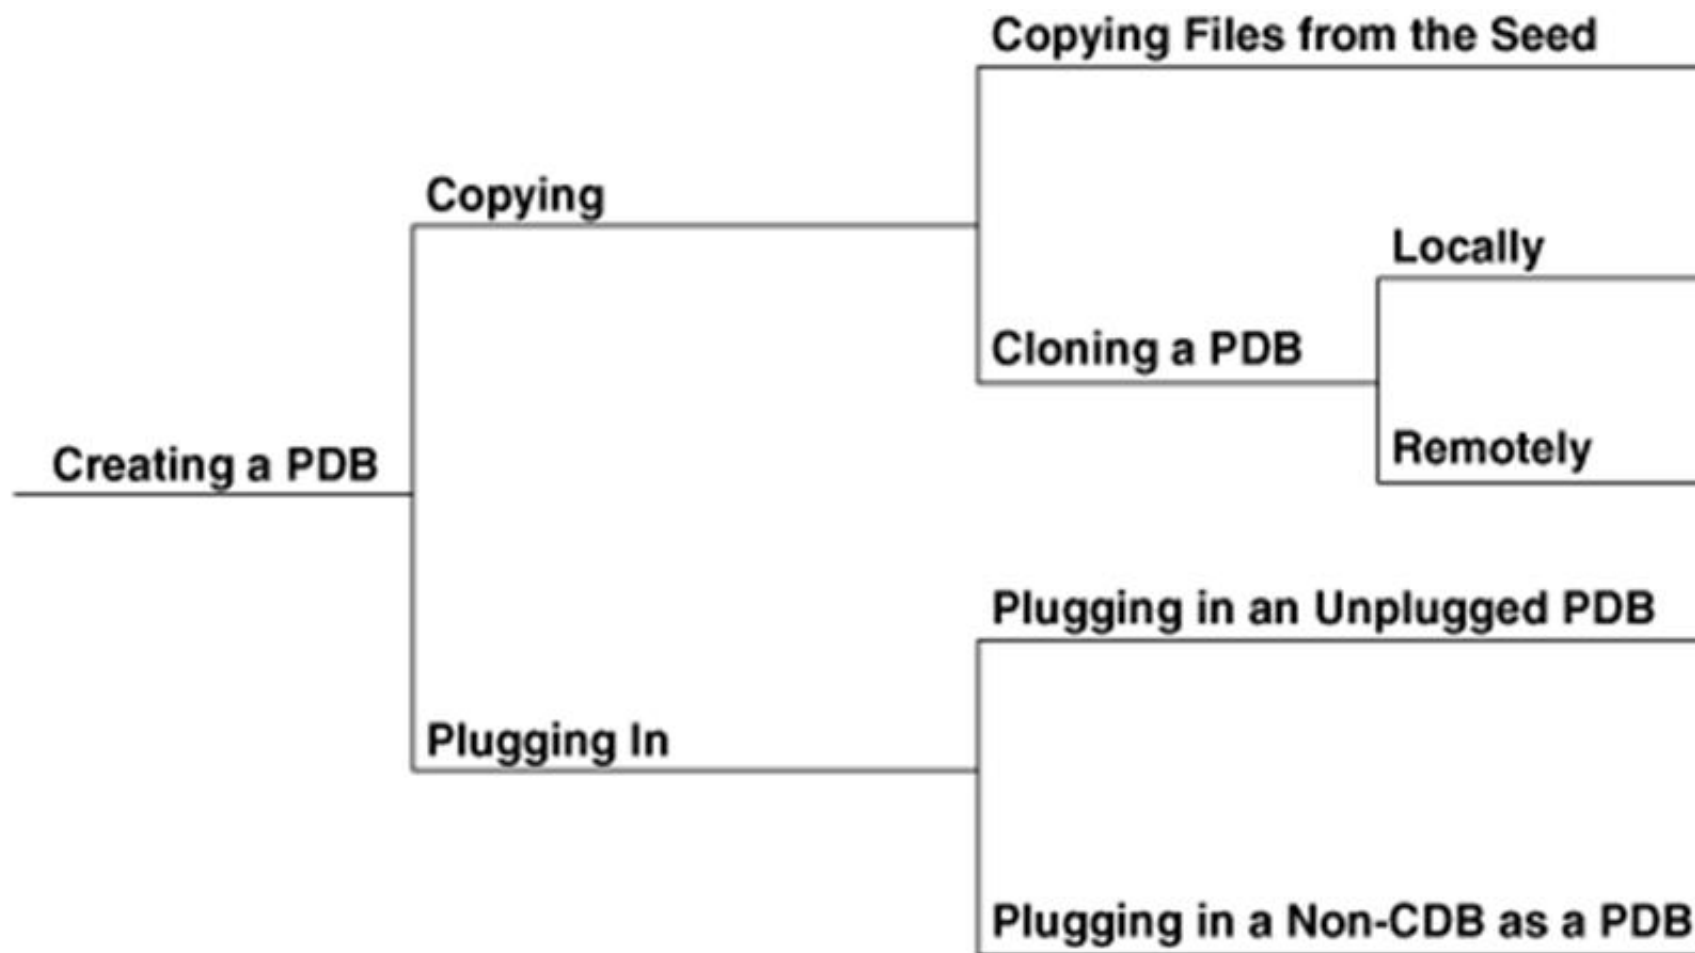 Copying Files from the Seed
Copying
Locally
Cloning a PDB
Remotely
Creating a PDB
Plugging in an Unplugged PDB
Plugging In
Plugging in a Non-CDB as a PDB